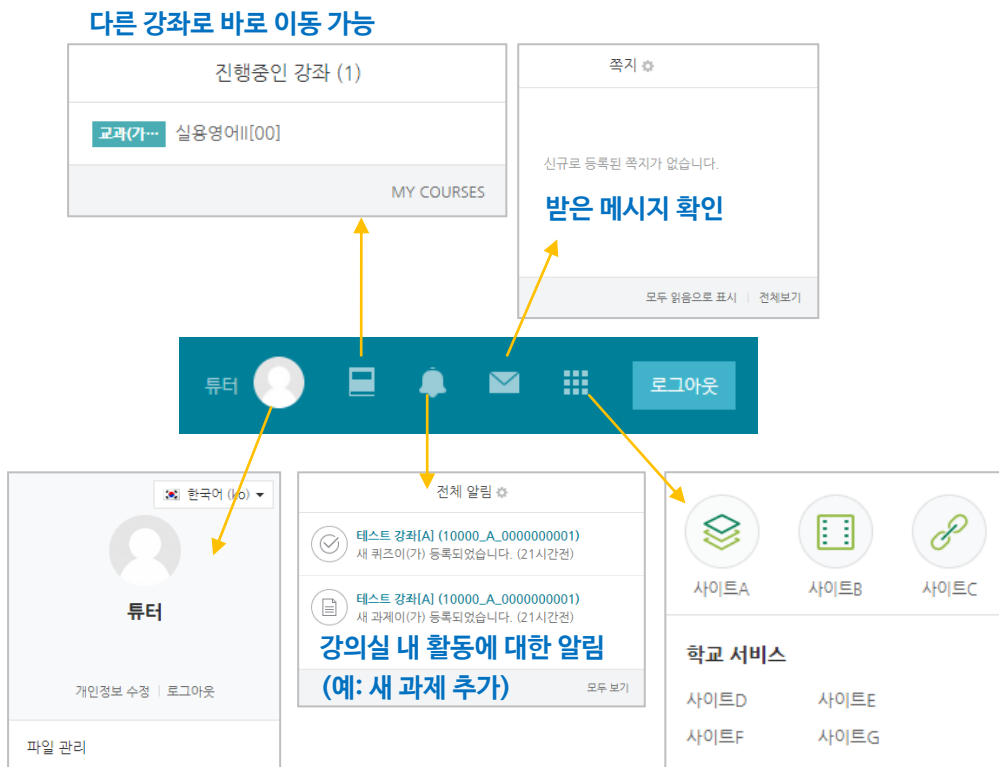 다른 강좌로 바로 이동 가능
진행중인 강좌 (1)
교과(가··· 실용영어II[00]
MY COURSES
쪽지
신규로 등록된 쪽지가 없습니다.
받은 메시지 확인
모두 읽음으로 표시 | 전체보기
튜터
로그아웃
한국어 (ko)
튜터
개인정보 수정 | 로그아웃
파일 관리
전체 알림
테스트 강좌[A] (10000_A_0000000001)
새 퀴즈이(가) 등록되었습니다. (21시간전)
테스트 강좌[A] (10000_A_0000000001)
새 과제이(가) 등록되었습니다. (21시간전)
강의실 내 활동에 대한 알림
(예: 새 과제 추가)
모두 보기
사이트A 사이트B 사이트C
학교 서비스
사이트D 사이트E
사이트F 사이트G